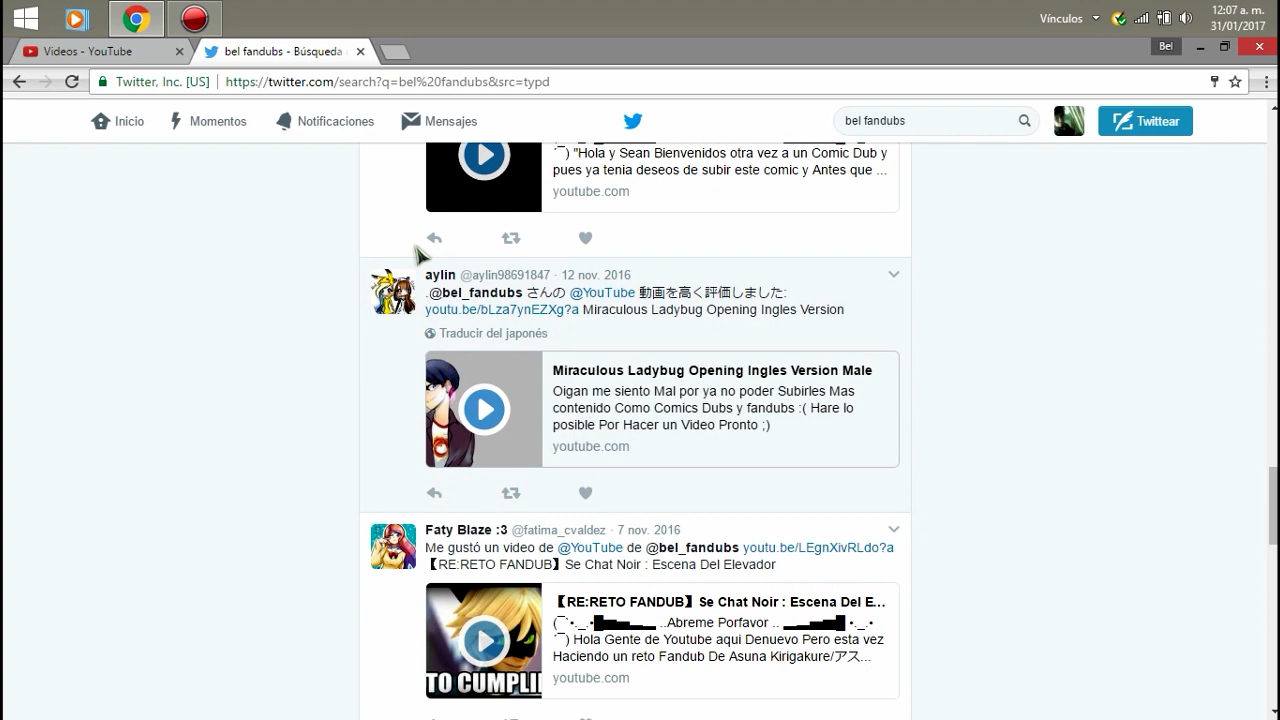 12:07 a. m.
Vínculos
31/01/2017
Videos - YouTube
bel fandubs - Búsqueda
Bel
Twitter, Inc. [US]
https://twitter.com/search?q=bel%20fandubs&src=typd
Inicio
Momentos
Notificaciones
Mensajes
bel fandubs
Twittear
¯) "Hola y Sean Bienvenidos otra vez a un Comic Dub y
pues ya tenia deseos de subir este comic y Antes que ...
youtube.com
aylin @aylin98691847 · 12 nov. 2016
.@bel_fandubs さんの @YouTube 動画を高く評価しました:
youtu.be/bLza7ynEZXg?a Miraculous Ladybug Opening Ingles Version
Traducir del japonés
Miraculous Ladybug Opening Ingles Version Male
Oigan me siento Mal por ya no poder Subirles Mas
contenido Como Comics Dubs y fandubs :( Hare lo
posible Por Hacer un Video Pronto ;)
youtube.com
Faty Blaze :3 @fatima_cvaldez · 7 nov. 2016
Me gustó un video de @YouTube de @bel_fandubs youtu.be/LEgnXivRLdo?a
【RE:RETO FANDUB】Se Chat Noir : Escena Del Elevador
【RE:RETO FANDUB】Se Chat Noir : Escena Del E...
(¯`•._.•█▅▅▄▄▃▂ ..Abreme Porfavor .. ▂▃▄▅▅█ •._.•
´¯) Hola Gente de Youtube aqui Denuevo Pero esta vez
Haciendo un reto Fandub De Asuna Kirigakure/アス...
TO CUMPLI
youtube.com